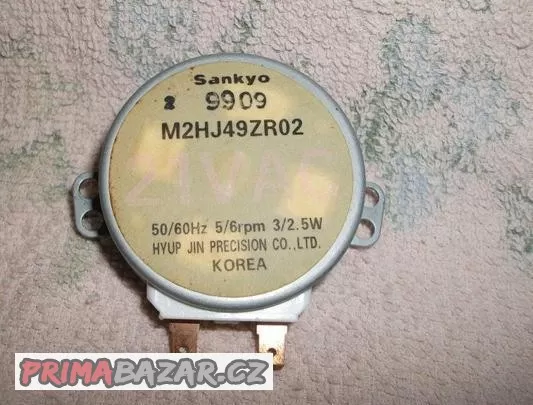 Sankyo
2 9909
M2HJ49ZR02
21VAC
50/60Hz 5/6rpm 3/2.5W
HYUP JIN PRECISION CO.,LTD.
KOREA
PRIMABAZAR.CZ